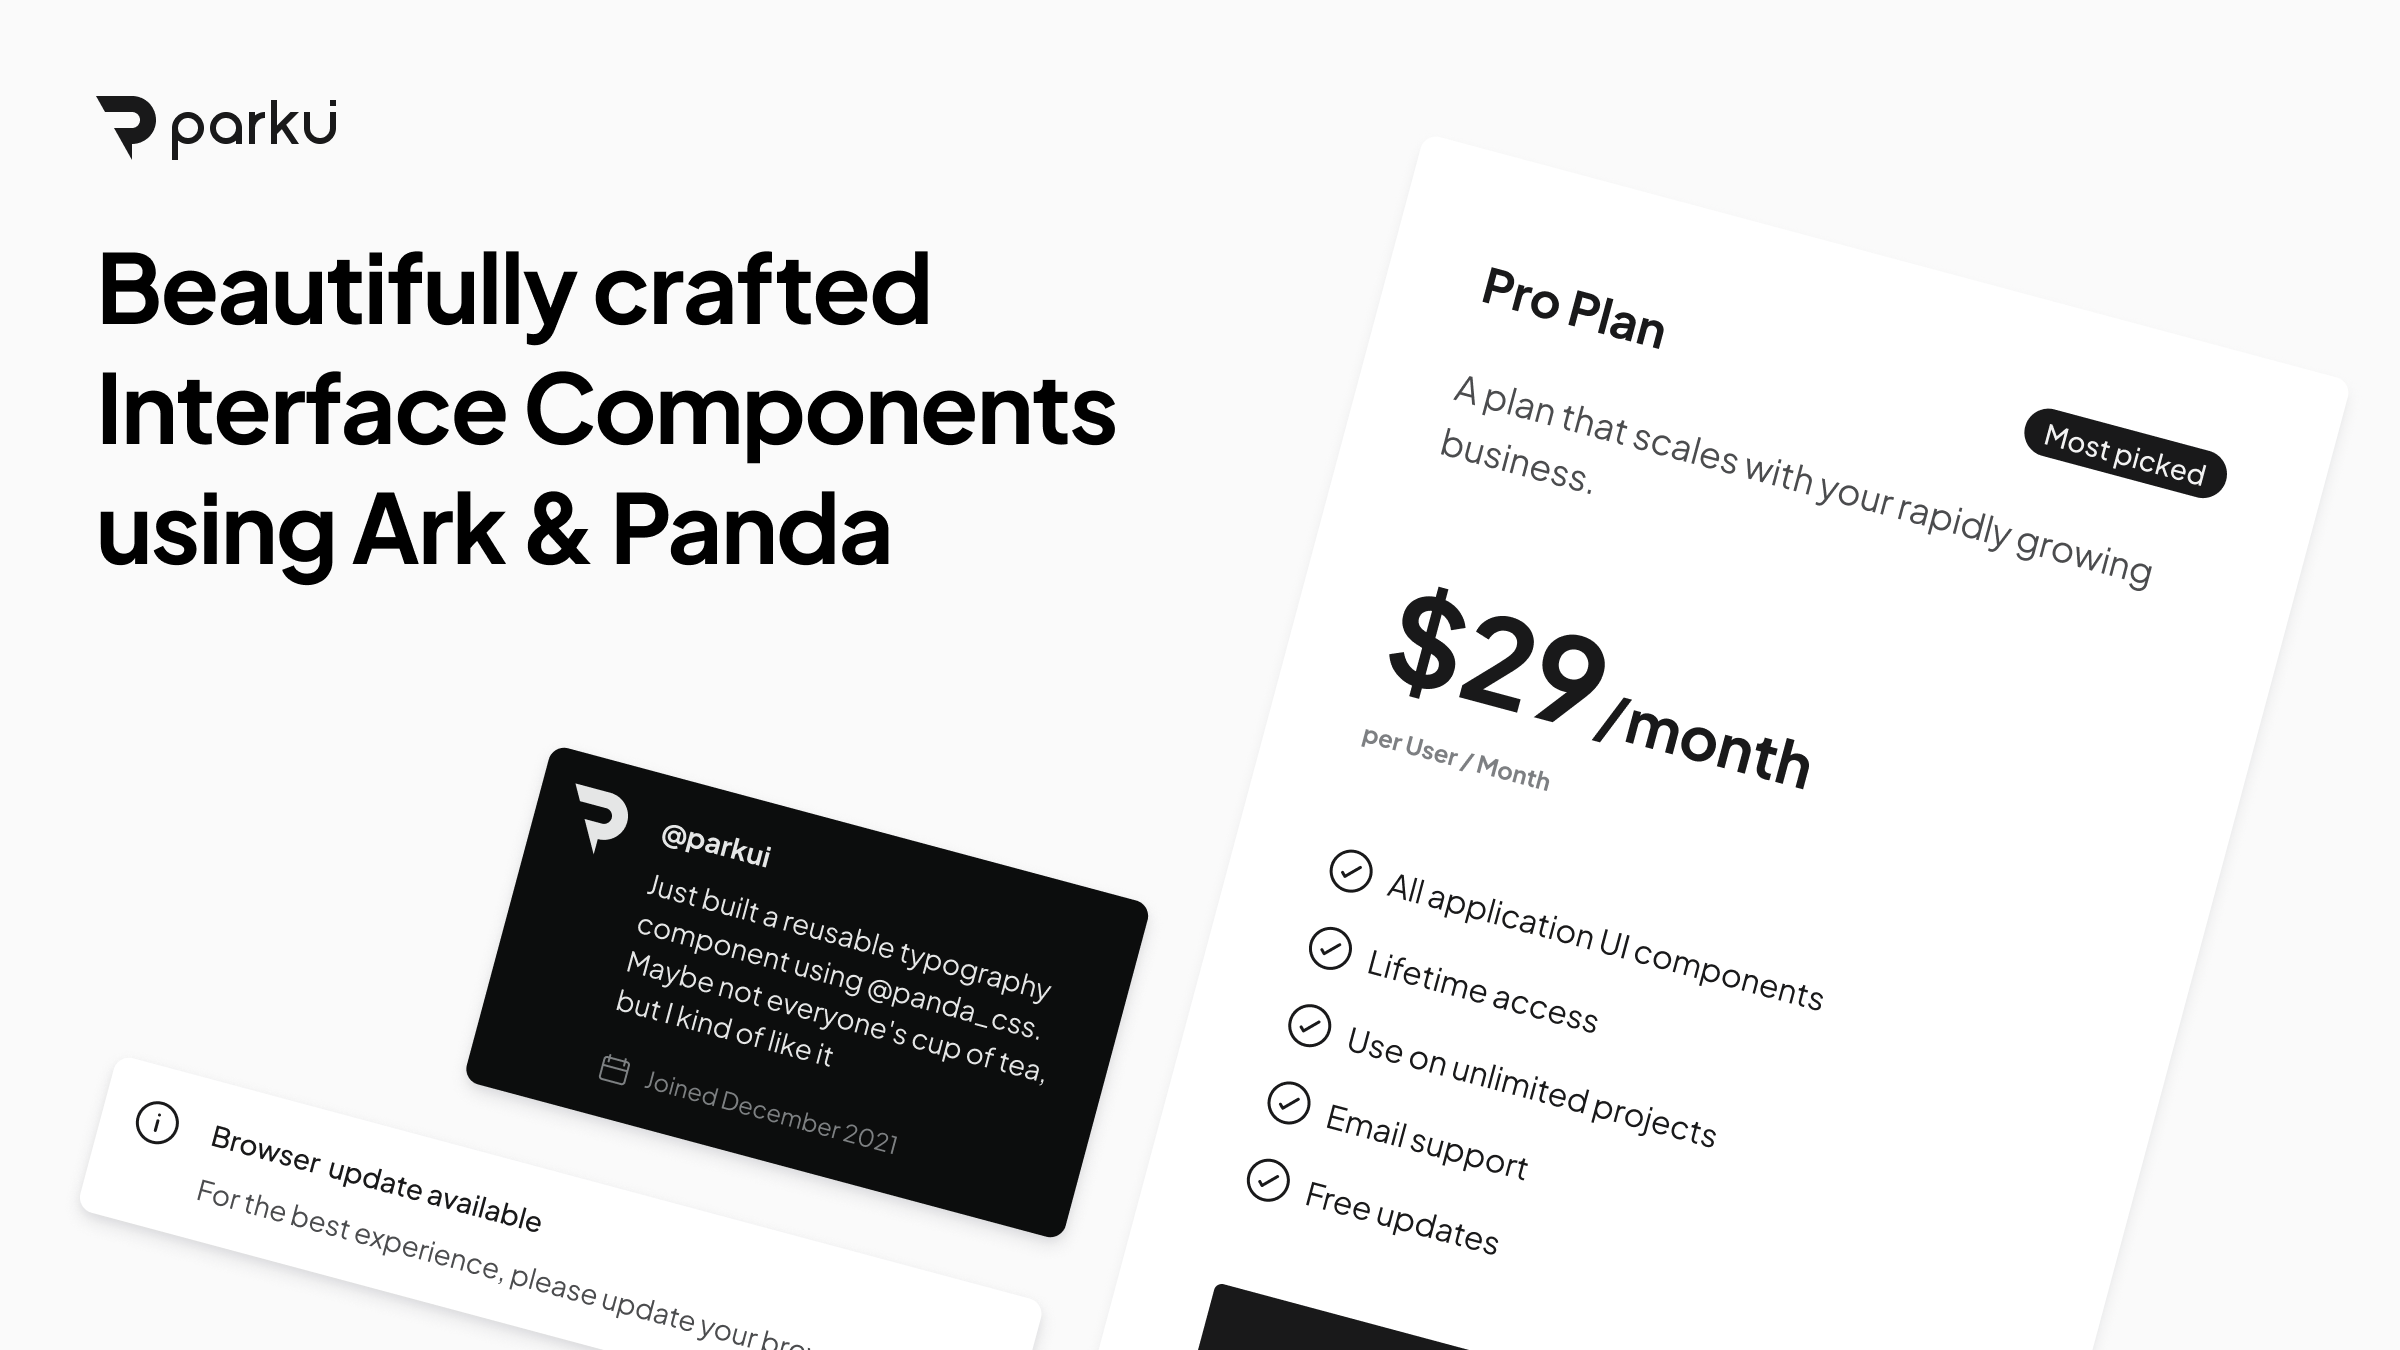 parkui
Beautifully crafted
Interface Components
using Ark & Panda
Pro Plan
Most picked
A plan that scales with your rapidly growing
business.
$29/month
per User / Month
All application UI components
Lifetime access
Use on unlimited projects
Email support
Free updates
@parkui
Just built a reusable typography
component using @panda_css.
Maybe not everyone's cup of tea,
but I kind of like it
Joined December 2021
Browser update available
For the best experience, please update your